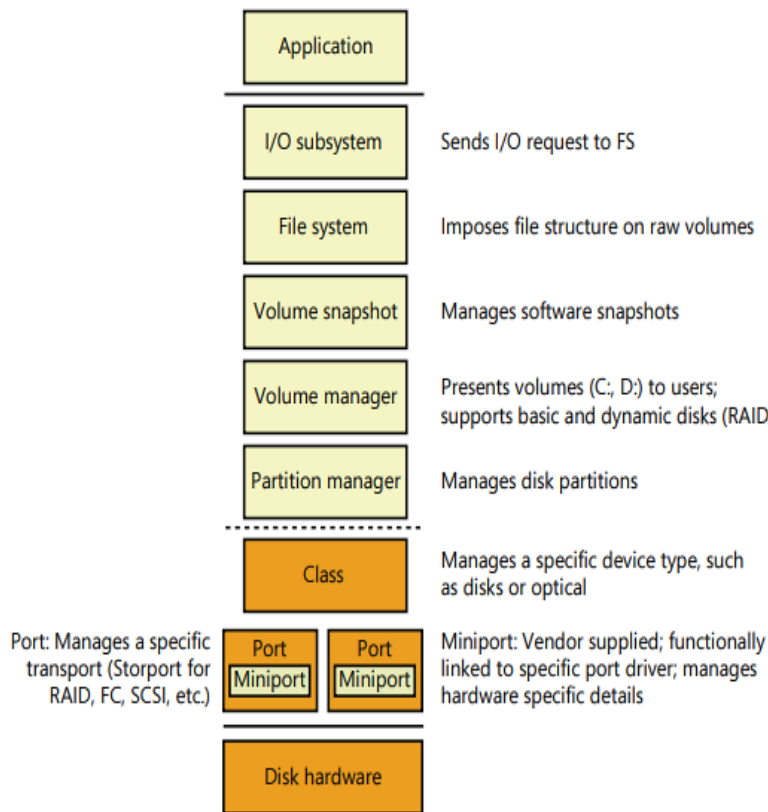 Application
I/O subsystem
Sends I/O request to FS
File system
Imposes file structure on raw volumes
Volume snapshot
Manages software snapshots
Volume manager
Presents volumes (C:, D:) to users;
supports basic and dynamic disks (RAID
Partition manager
Manages disk partitions
Class
Manages a specific device type, such
as disks or optical
Port: Manages a specific
transport (Storport for
RAID, FC, SCSI, etc.)
Port
Miniport
Port
Miniport
Miniport: Vendor supplied; functionally
linked to specific port driver; manages
hardware specific details
Disk hardware